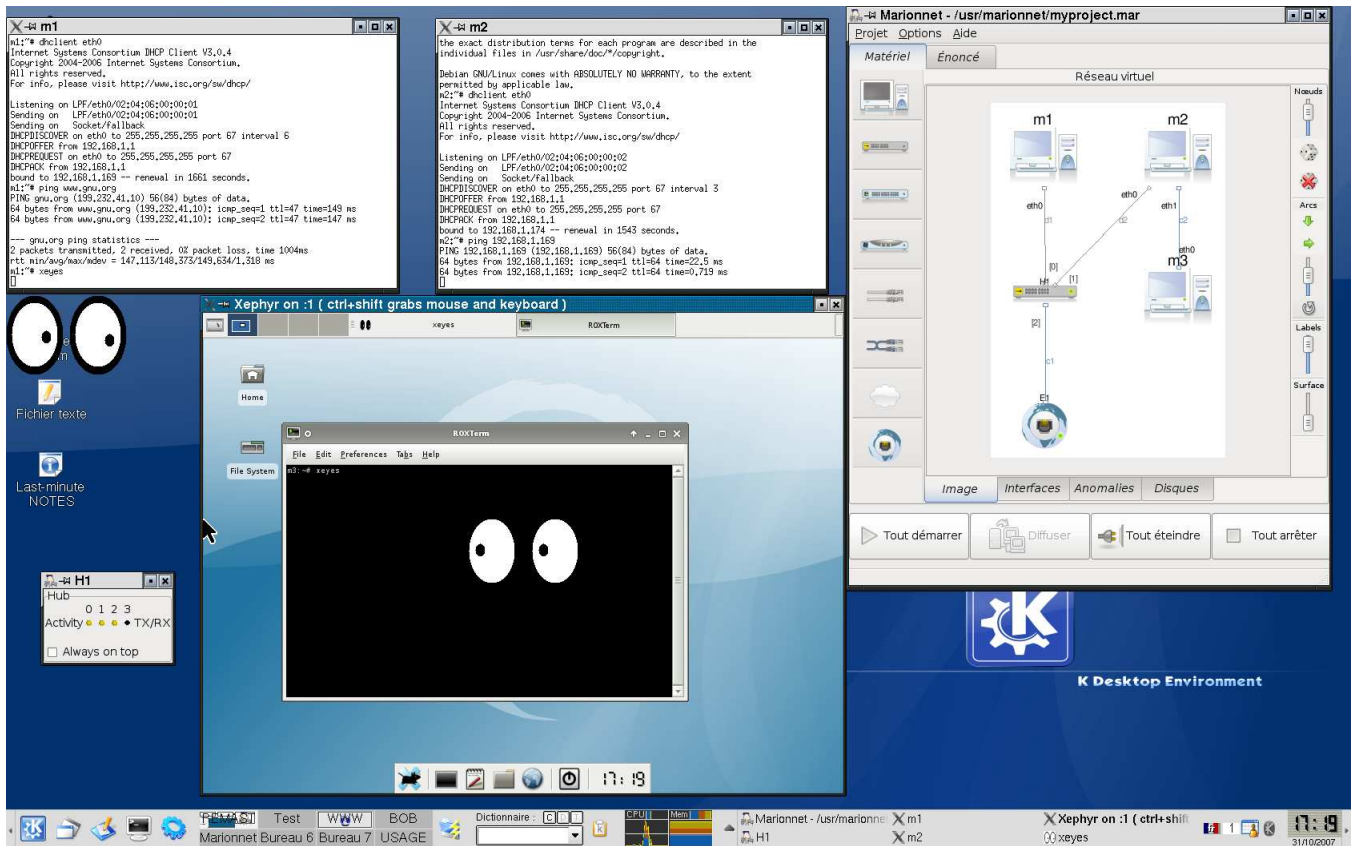 m1
m1:~# dhclient eth0
Internet Systems Consortium DHCP Client V3.0.4
Copyright 2004-2006 Internet Systems Consortium.
All rights reserved.
For info, please visit http://www.isc.org/sw/dhcp/
Listening on LPF/eth0/02:04:06:00:00:01
Sending on   LPF/eth0/02:04:06:00:00:01
Sending on   Socket/fallback
DHCPDISCOVER on eth0 to 255.255.255.255 port 67 interval 6
DHCPOFFER from 192.168.1.1
DHCPREQUEST on eth0 to 255.255.255.255 port 67
DHCPACK from 192.168.1.1
bound to 192.168.1.169 -- renewal in 1661 seconds.
m1:~# ping www.gnu.org
PING gnu.org (199.232.41.10) 56(84) bytes of data.
64 bytes from www.gnu.org (199.232.41.10): icmp_seq=1 ttl=47 time=149 ms
64 bytes from www.gnu.org (199.232.41.10): icmp_seq=2 ttl=47 time=147 ms
--- gnu.org ping statistics ---
2 packets transmitted, 2 received, 0% packet loss, time 1004ms
rtt min/avg/max/mdev = 147.113/148.373/149.634/1.318 ms
m1:~# xeyes
m2
the exact distribution terms for each program are described in the
individual files in /usr/share/doc/*/copyright.
Debian GNU/Linux comes with ABSOLUTELY NO WARRANTY, to the extent
permitted by applicable law.
m2:~# dhclient eth0
Internet Systems Consortium DHCP Client V3.0.4
Copyright 2004-2006 Internet Systems Consortium.
All rights reserved.
For info, please visit http://www.isc.org/sw/dhcp/
Listening on LPF/eth0/02:04:06:00:00:02
Sending on   LPF/eth0/02:04:06:00:00:02
Sending on   Socket/fallback
DHCPDISCOVER on eth0 to 255.255.255.255 port 67 interval 3
DHCPOFFER from 192.168.1.1
DHCPREQUEST on eth0 to 255.255.255.255 port 67
DHCPACK from 192.168.1.1
bound to 192.168.1.174 -- renewal in 1543 seconds.
m2:~# ping 192.168.1.169
PING 192.168.1.169 (192.168.1.169) 56(84) bytes of data.
64 bytes from 192.168.1.169: icmp_seq=1 ttl=64 time=22.5 ms
64 bytes from 192.168.1.169: icmp_seq=2 ttl=64 time=0.719 ms
Marionnet - /usr/marionnet/myproject.mar
Projet Options Aide
Matériel Énoncé
Réseau virtuel
Nœuds
m1 m2
eth0 eth0 eth1
d1 d2 c2
eth0
m3
[0] [1]
H1
[2]
c1
E1
Arcs
Labels
Surface
Image Interfaces Anomalies Disques
Tout démarrer Diffuser Tout éteindre Tout arrêter
Xephyr on :1 ( ctrl+shift grabs mouse and keyboard )
xeyes ROXTerm
Home
File System
ROXTerm
File Edit Preferences Tabs Help
m3:~# xeyes
17:19
Fichier texte
Last-minute
NOTES
H1
Hub
0 1 2 3
Activity TX/RX
Always on top
K
K Desktop Environment
Test WWW BOB
Marionnet Bureau 6 Bureau 7 USAGE
Dictionnaire :
CPU Mem
Marionnet - /usr/marionne
H1
m1
m2
Xephyr on :1 ( ctrl+shift
xeyes
1
17:19
31/10/2007